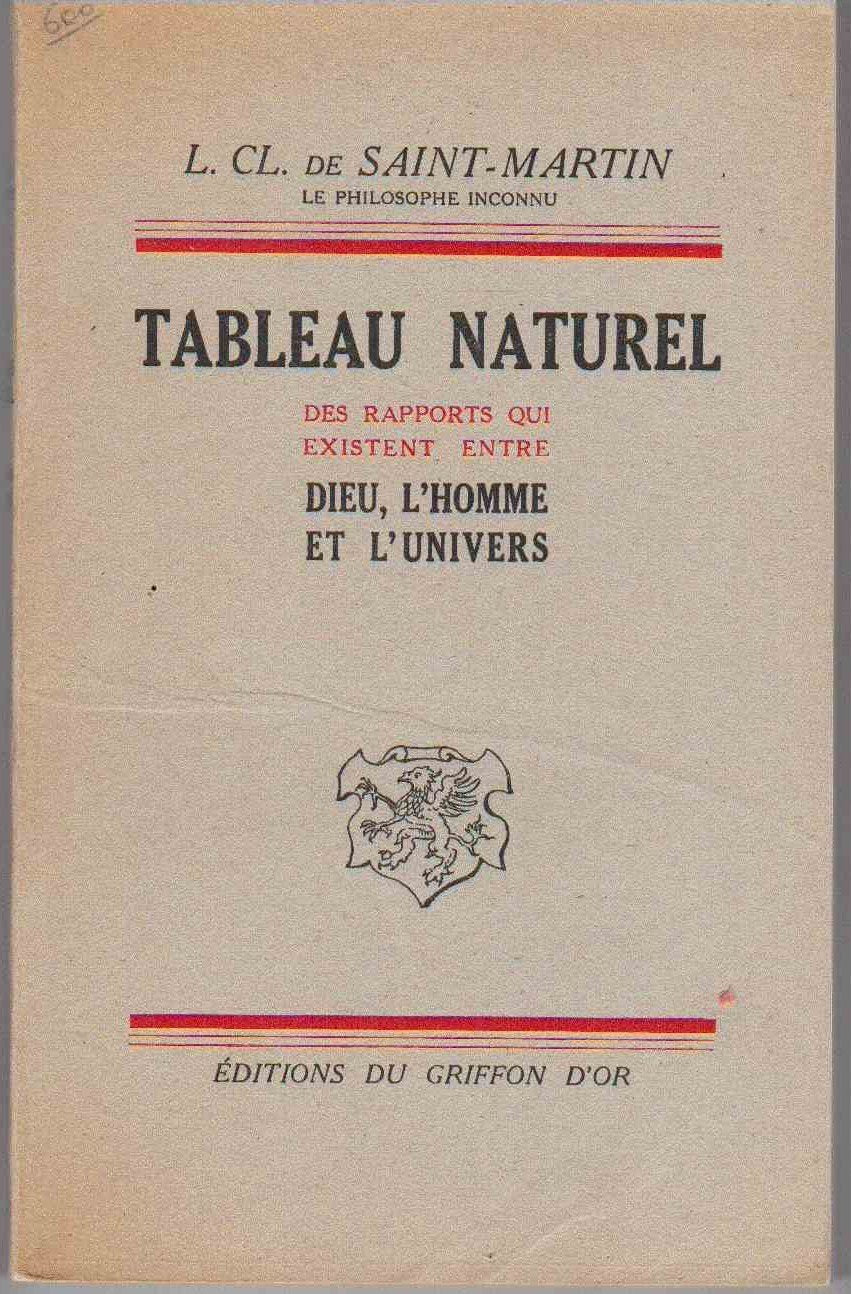 600
L. CL. DE SAINT-MARTIN
LE PHILOSOPHE INCONNU
TABLEAU NATUREL
DES RAPPORTS QUI
EXISTENT ENTRE
DIEU, L'HOMME
ET L'UNIVERS
ÉDITIONS DU GRIFFON D'OR